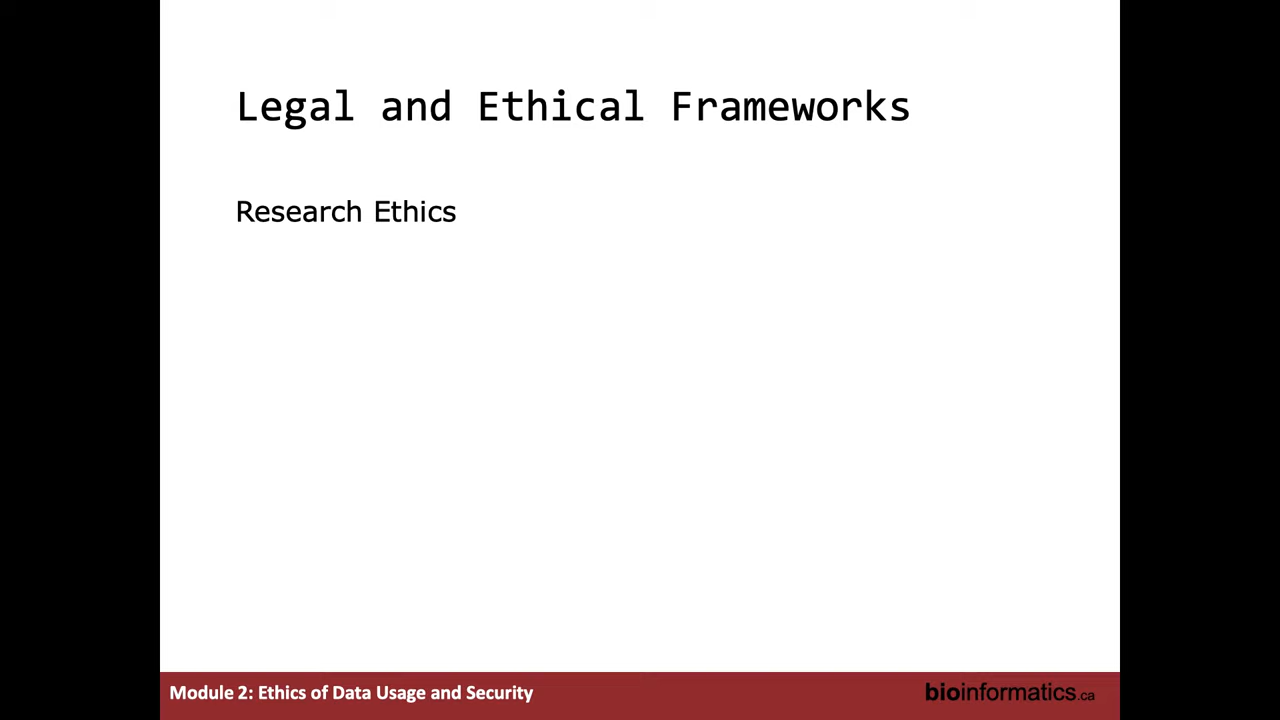 Legal and Ethical Frameworks
Research Ethics
Module 2: Ethics of Data Usage and Security
bioinformatics.ca